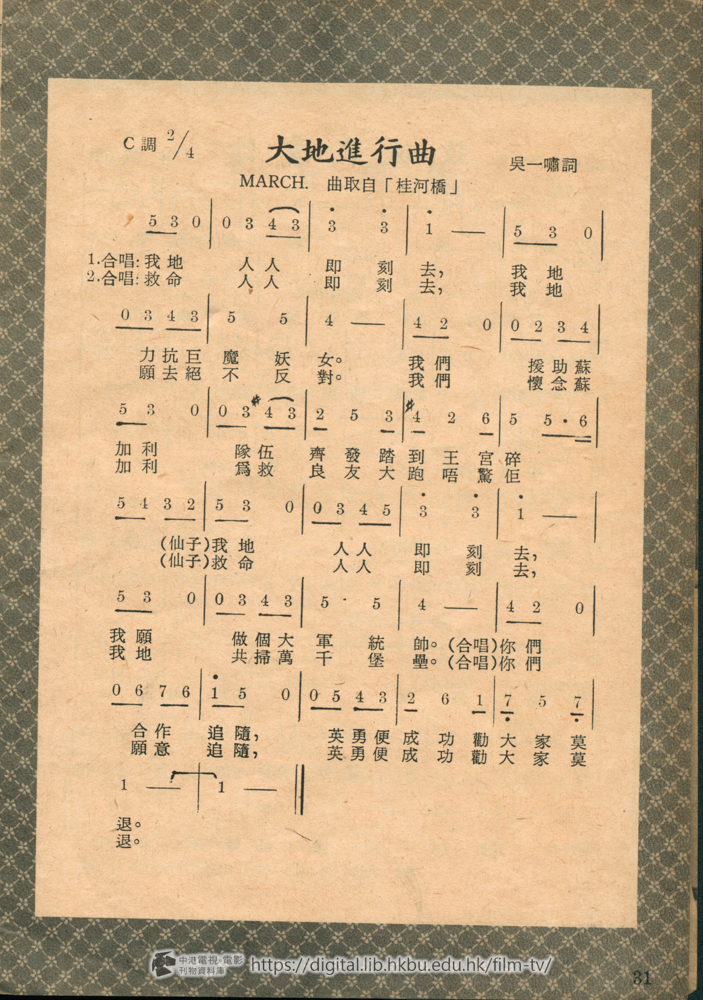 C調 2/4
大地進行曲
吳一嘯詞
MARCH. 曲取自「桂河橋」
5 3 0 | 0 3 4 3 | 3 3 | 1 — | 5 3 0 |
1.合唱:我地 人人 即 刻 去, 我 地
2.合唱:救命 人人 即 刻 去, 我 地
0 3 4 3 | 5 5 | 4 — | 4 2 0 | 0 2 3 4 |
力抗巨 魔 妖 女。 我們 援助蘇
願去絕 不 反 對。 我們 懷念蘇
5 3 0 | 0 3 #4 3 | 2 5 3 | #4 2 6 | 5 5·6 |
加利 隊伍 齊 發 踏 到 王 宮 碎
加利 爲救 良 友 大 跑 唔 驚 佢
5 4 3 2 | 5 3 0 | 0 3 4 5 | 3 3 | 1 — |
(仙子)我 地 人人 即 刻 去,
(仙子)救 命 人人 即 刻 去,
5 3 0 | 0 3 4 3 | 5 · 5 | 4 — | 4 2 0 |
我願 做個大 軍 統 帥。(合唱)你們
我地 共掃萬 千 堡 壘。(合唱)你們
0 6 7 6 | 1 5 0 | 0 5 4 3 | 2 6 1 | 7 5 7 |
合作 追 隨, 英勇便 成 功 勸 大 家 莫
願意 追 隨, 英勇便 成 功 勸 大 家 莫
1 — | 1 — ‖
退。
退。
中港電視·電影
刊物資料庫
https://digital.lib.hkbu.edu.hk/film-tv/
31